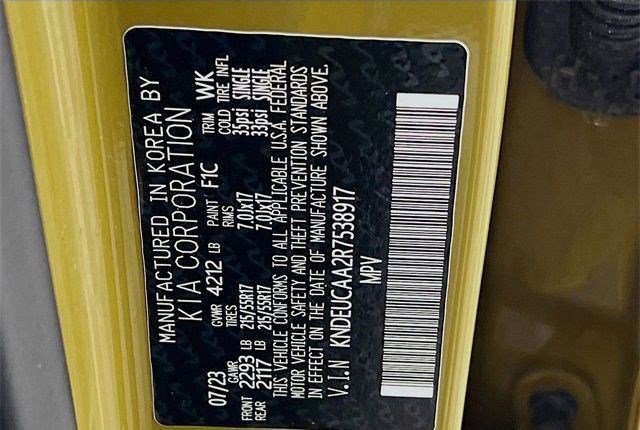 MANUFACTURED IN KOREA BY
KIA CORPORATION
07/23 GVWR 4212 LB PAINT F1C TRIM WK
GAWR TIRES RIMS COLD TIRE INFL
FRONT 2293 LB 215/55R17 7.0Jx17 35psi SINGLE
REAR 2117 LB 215/55R17 7.0Jx17 33psi SINGLE
THIS VEHICLE CONFORMS TO ALL APPLICABLE U.S.A. FEDERAL
MOTOR VEHICLE SAFETY AND THEFT PREVENTION STANDARDS
IN EFFECT ON THE DATE OF MANUFACTURE SHOWN ABOVE.
V.I.N KNDEUCAA2R7538917
MPV